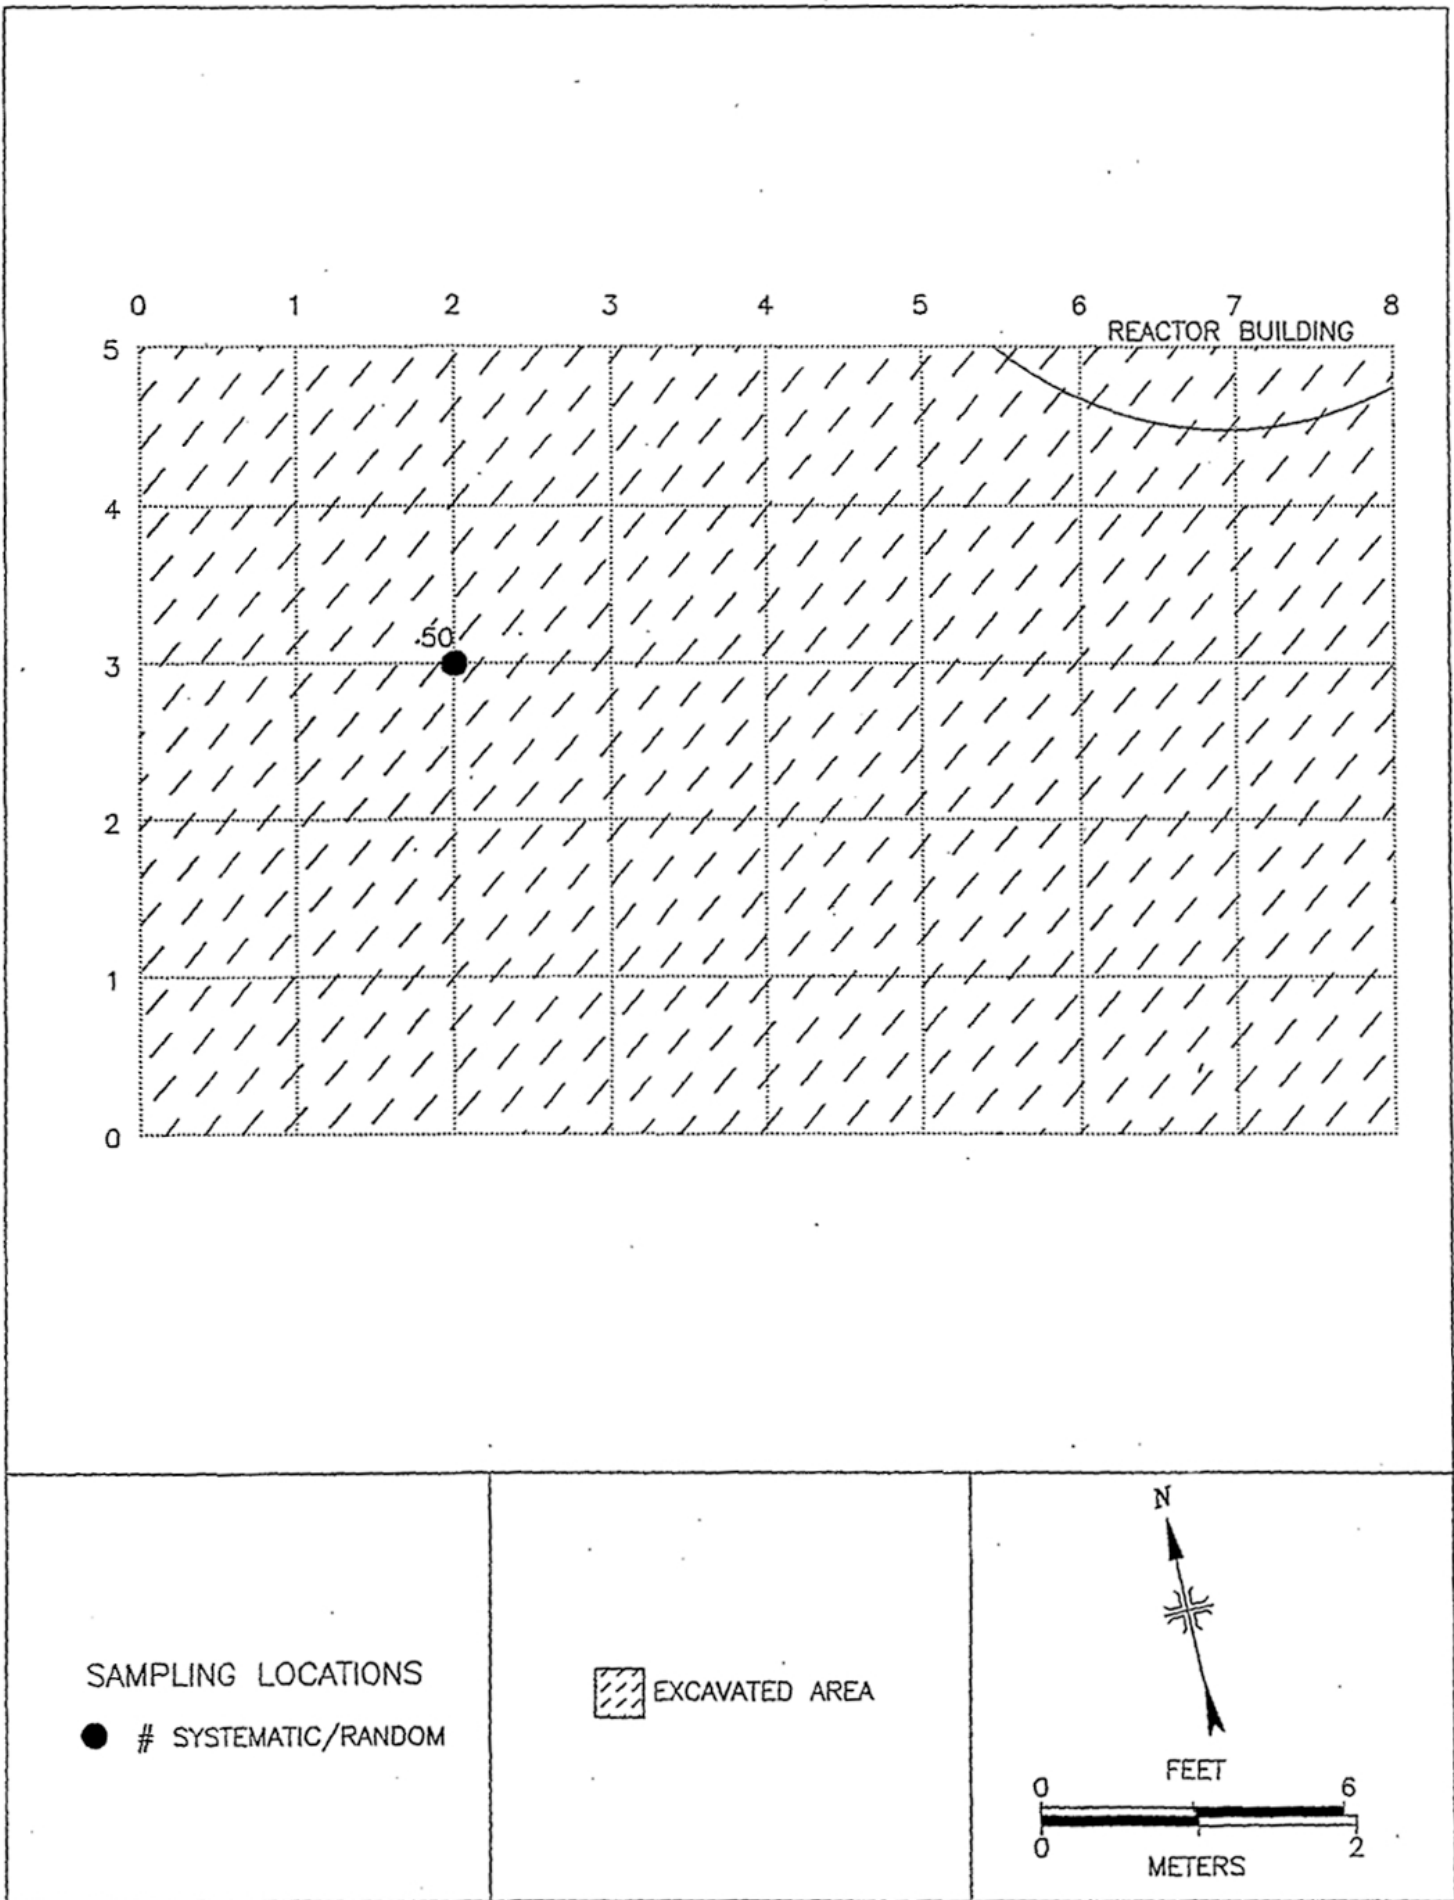 0 1 2 3 4 5 6 7 8
REACTOR BUILDING
5
4
50
3
2
1
0
SAMPLING LOCATIONS
# SYSTEMATIC/RANDOM
EXCAVATED AREA
N
FEET
0 6
0 2
METERS